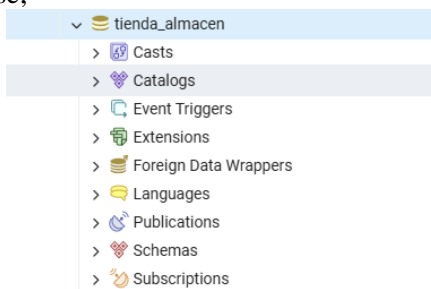 tienda_almacen
Casts
Catalogs
Event Triggers
Extensions
Foreign Data Wrappers
Languages
Publications
Schemas
Subscriptions